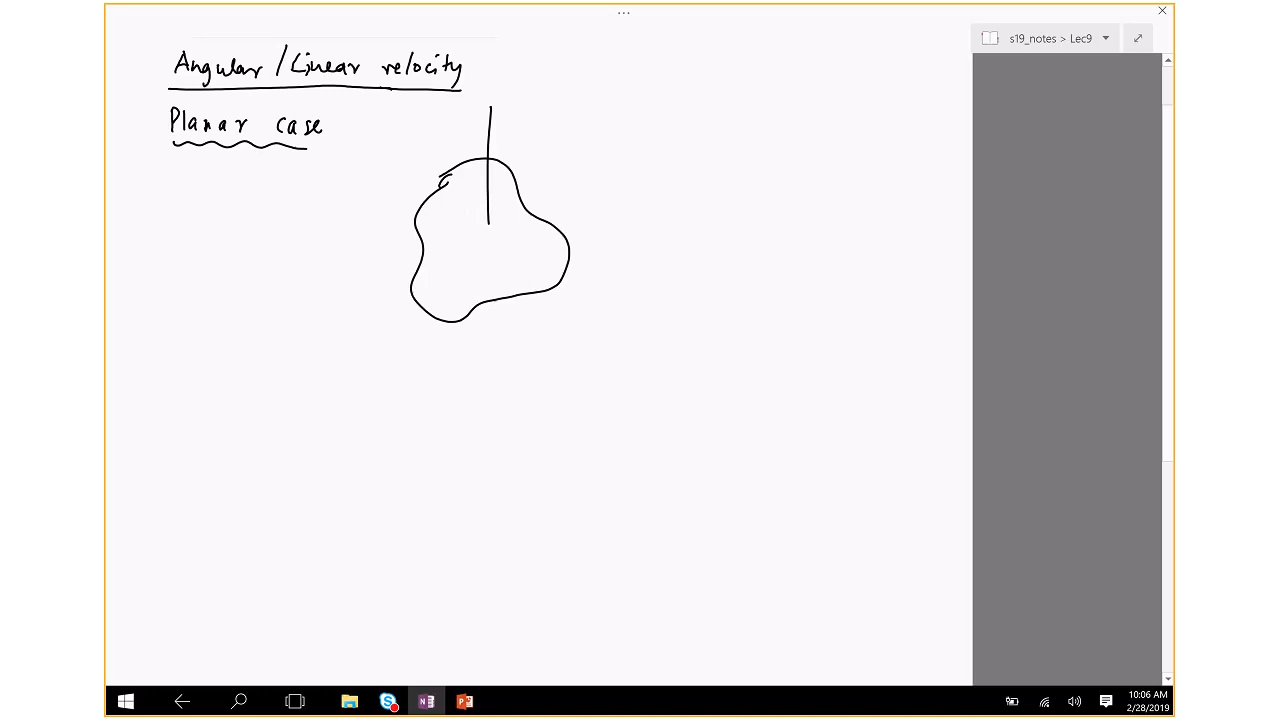 s19_notes > Lec9
Angular / Linear velocity
Planar case
10:06 AM
2/28/2019